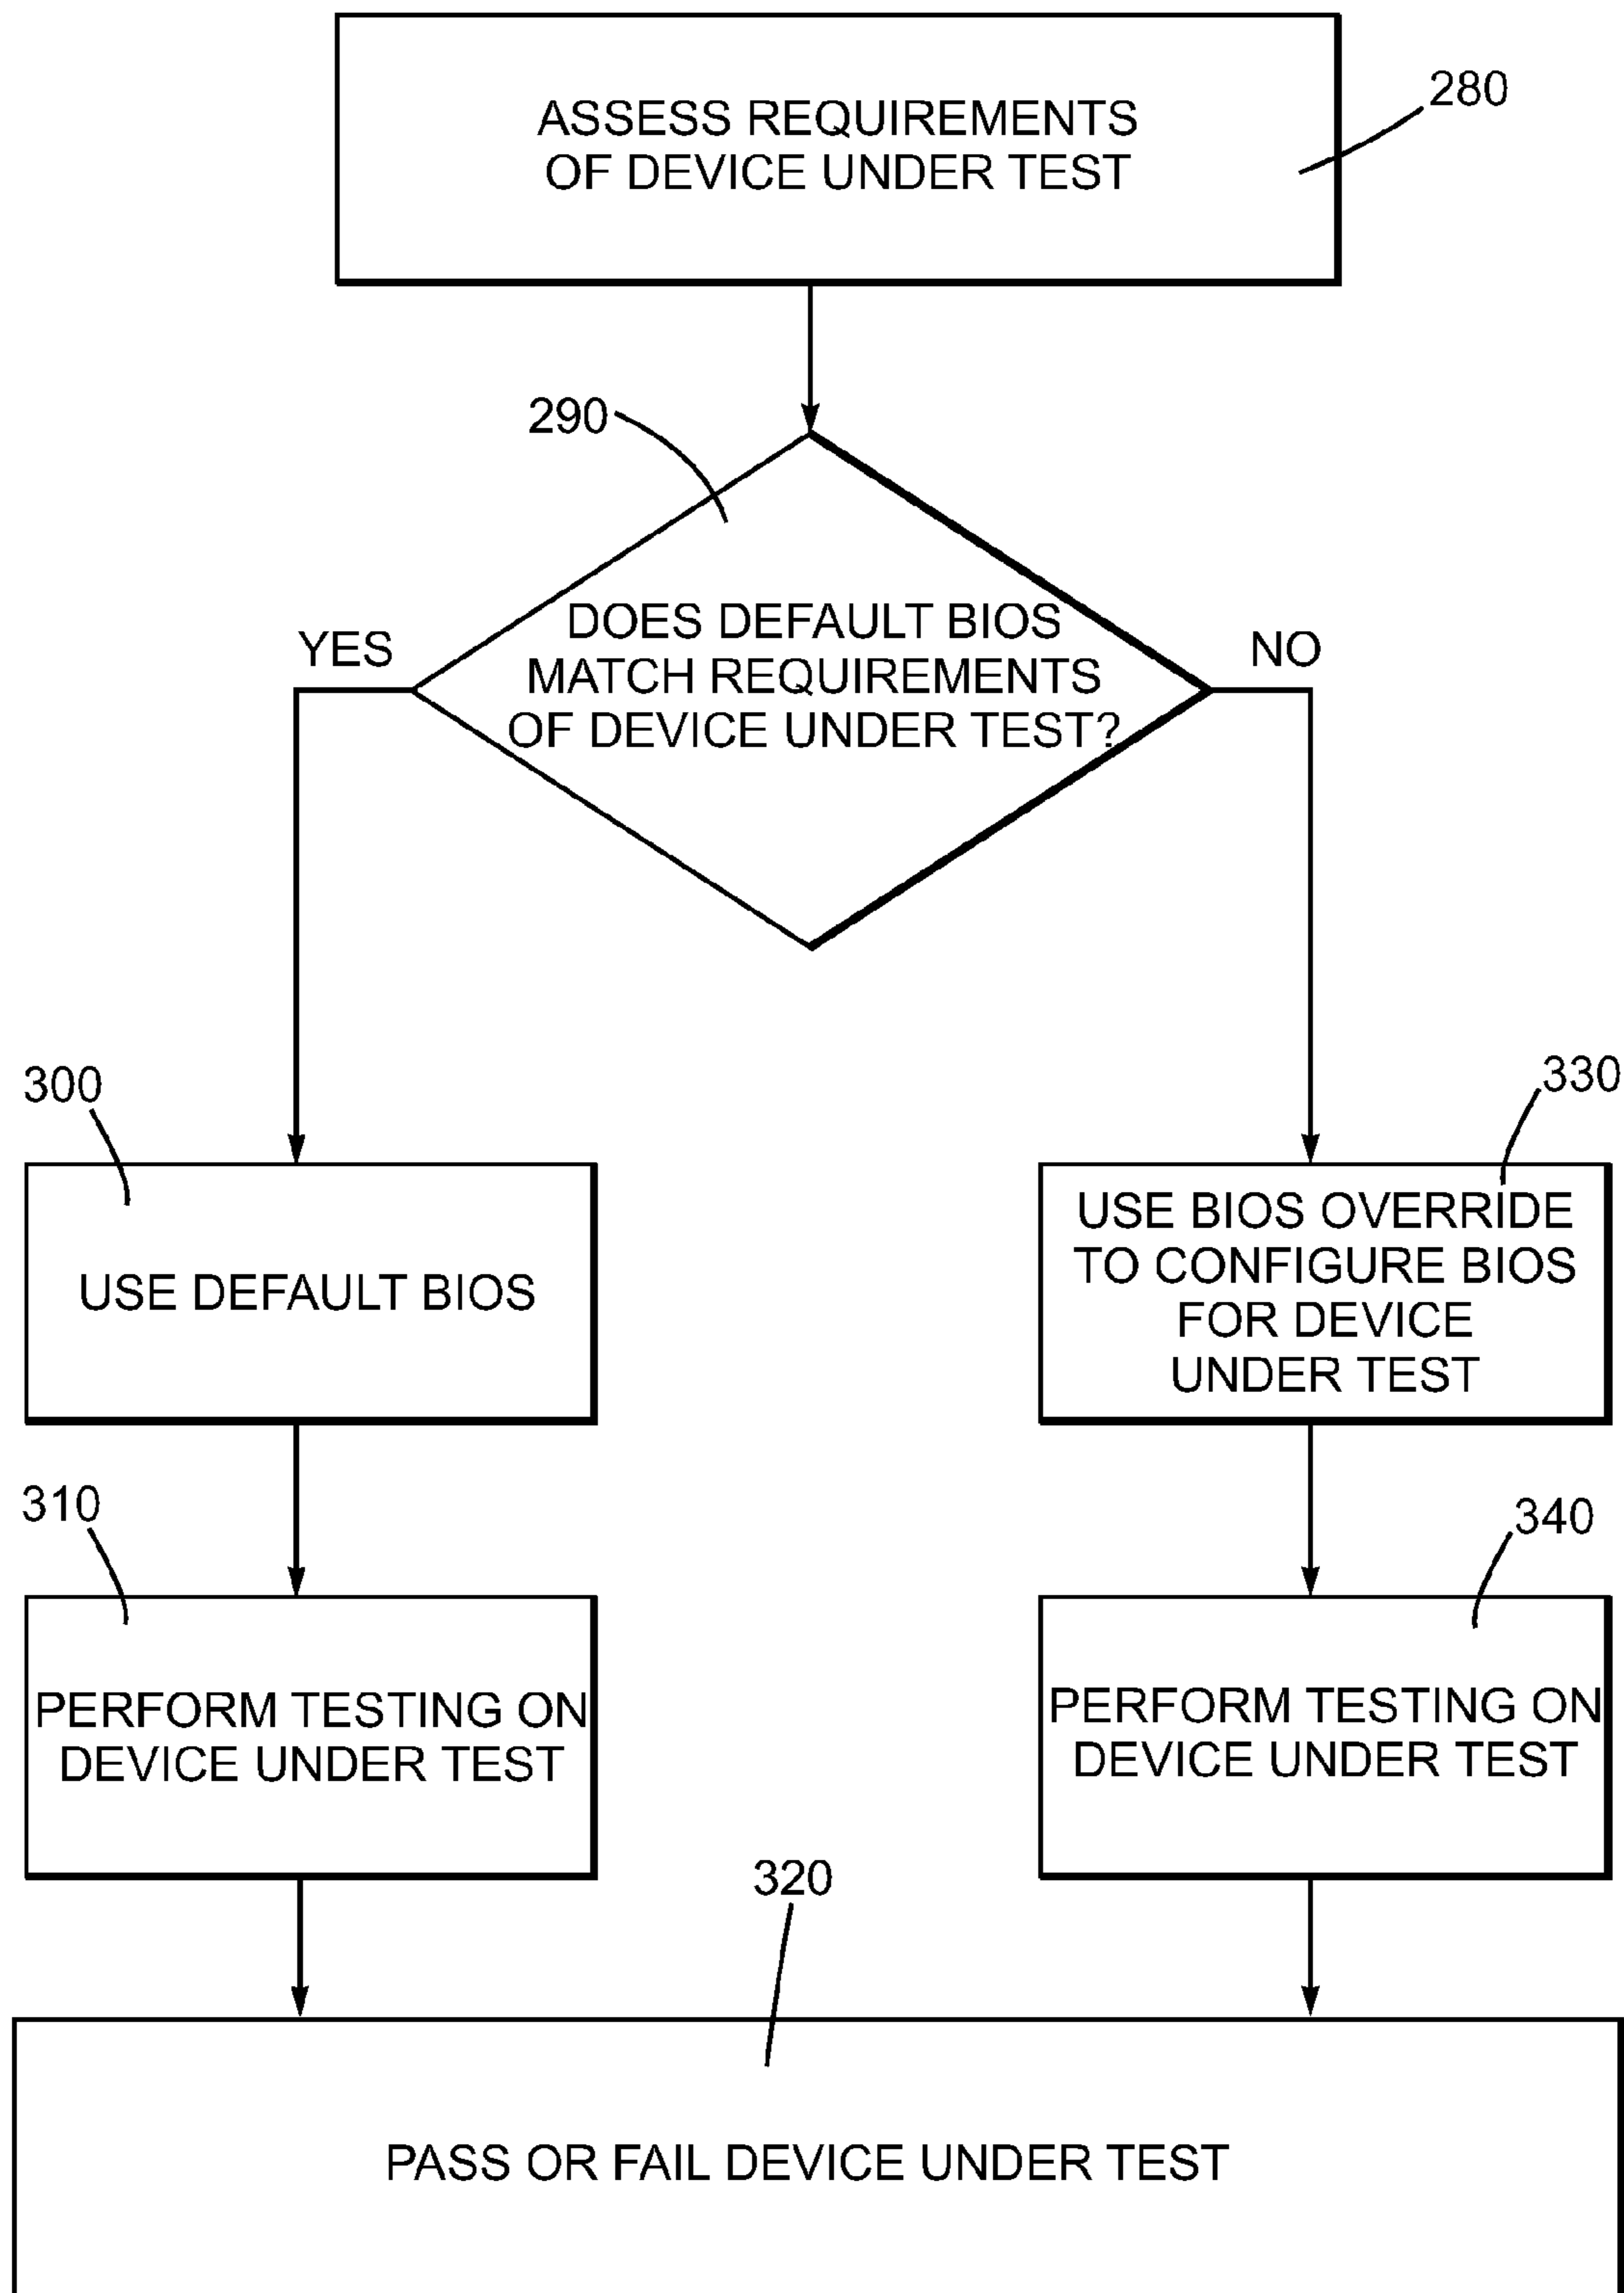 ASSESS REQUIREMENTS
OF DEVICE UNDER TEST
280
290
DOES DEFAULT BIOS
MATCH REQUIREMENTS
OF DEVICE UNDER TEST?
YES
NO
300
USE DEFAULT BIOS
330
USE BIOS OVERRIDE
TO CONFIGURE BIOS
FOR DEVICE
UNDER TEST
310
PERFORM TESTING ON
DEVICE UNDER TEST
340
PERFORM TESTING ON
DEVICE UNDER TEST
320
PASS OR FAIL DEVICE UNDER TEST